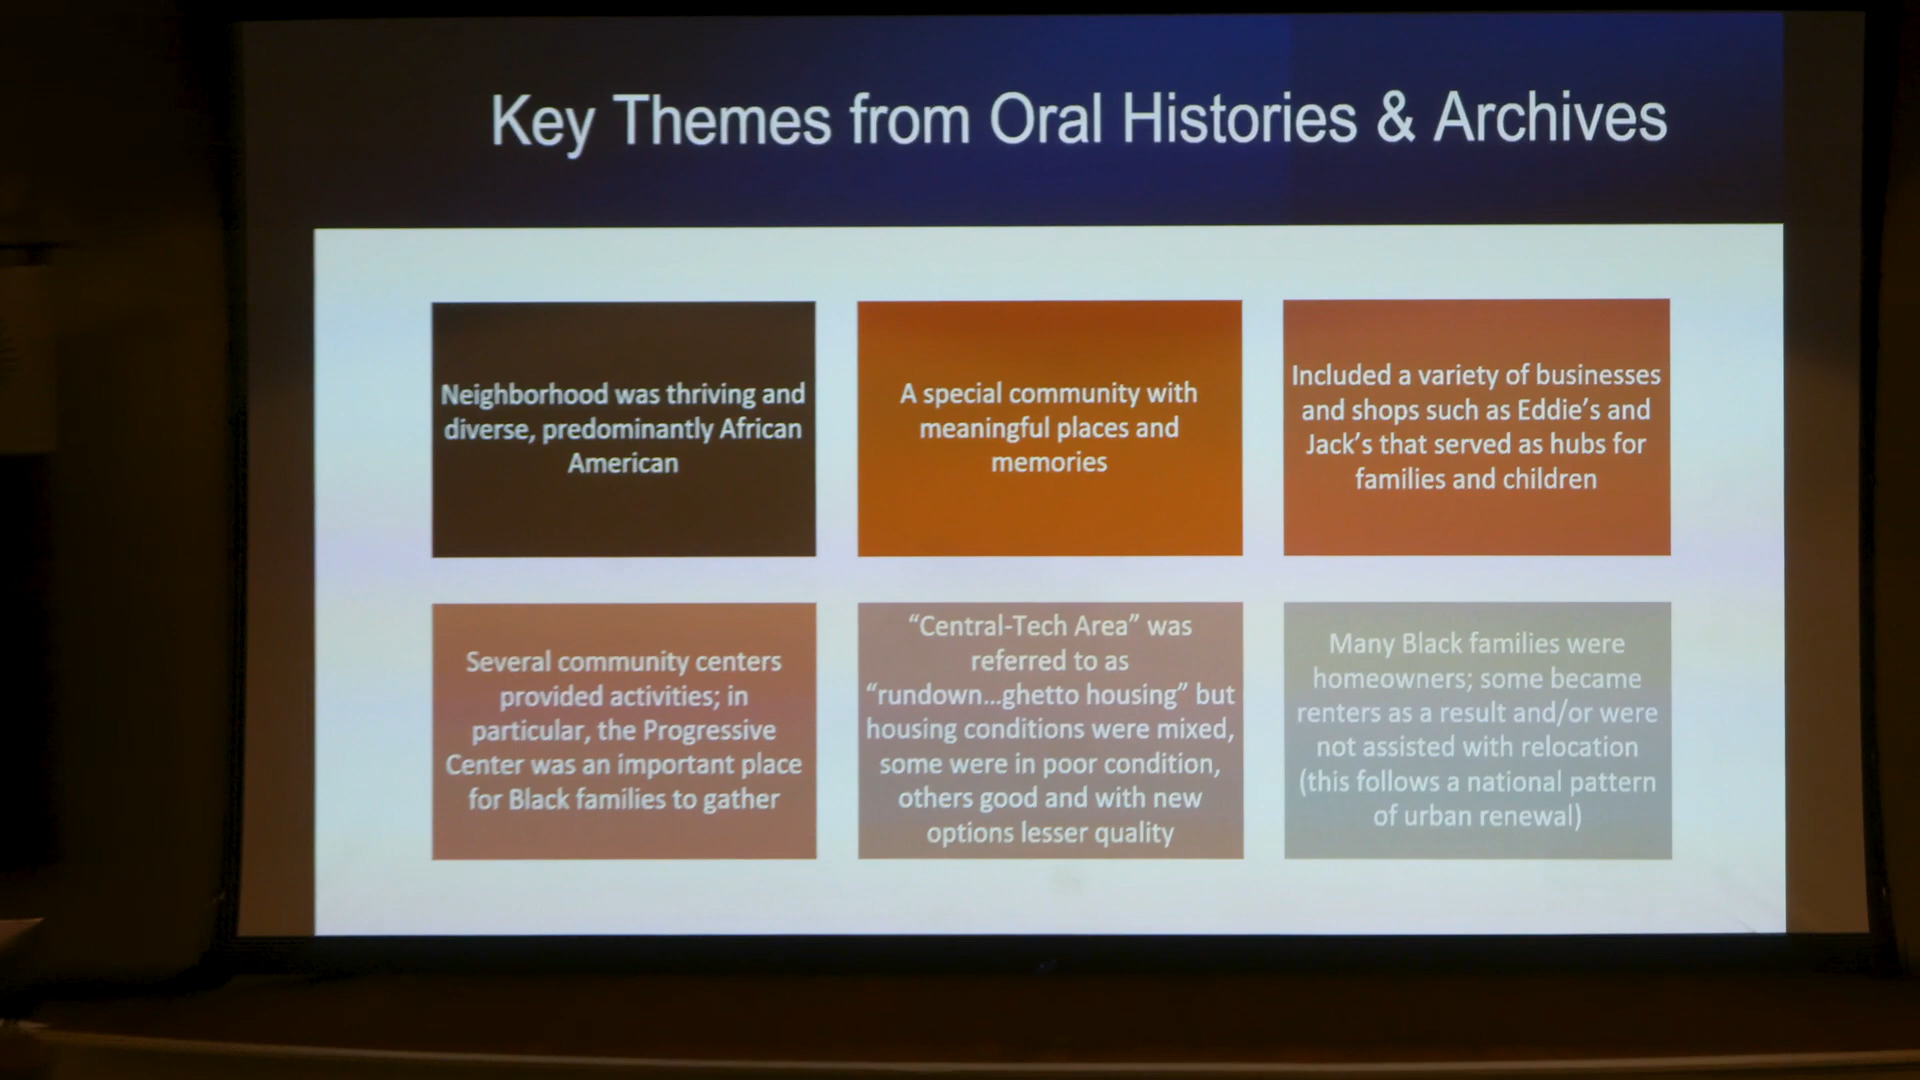 Key Themes from Oral Histories & Archives
Neighborhood was thriving and
diverse, predominantly African
American
A special community with
meaningful places and
memories
Included a variety of businesses
and shops such as Eddie’s and
Jack’s that served as hubs for
families and children
Several community centers
provided activities; in
particular, the Progressive
Center was an important place
for Black families to gather
“Central-Tech Area” was
referred to as
“rundown...ghetto housing” but
housing conditions were mixed,
some were in poor condition,
others good and with new
options lesser quality
Many Black families were
homeowners; some became
renters as a result and/or were
not assisted with relocation
(this follows a national pattern
of urban renewal)